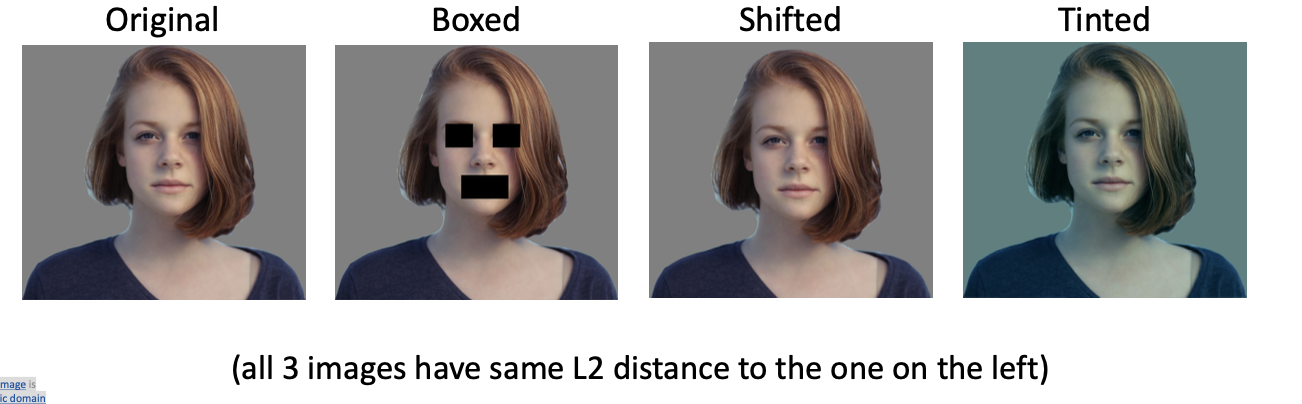 Original Boxed Shifted Tinted
(all 3 images have same L2 distance to the one on the left)
mage is
ic domain